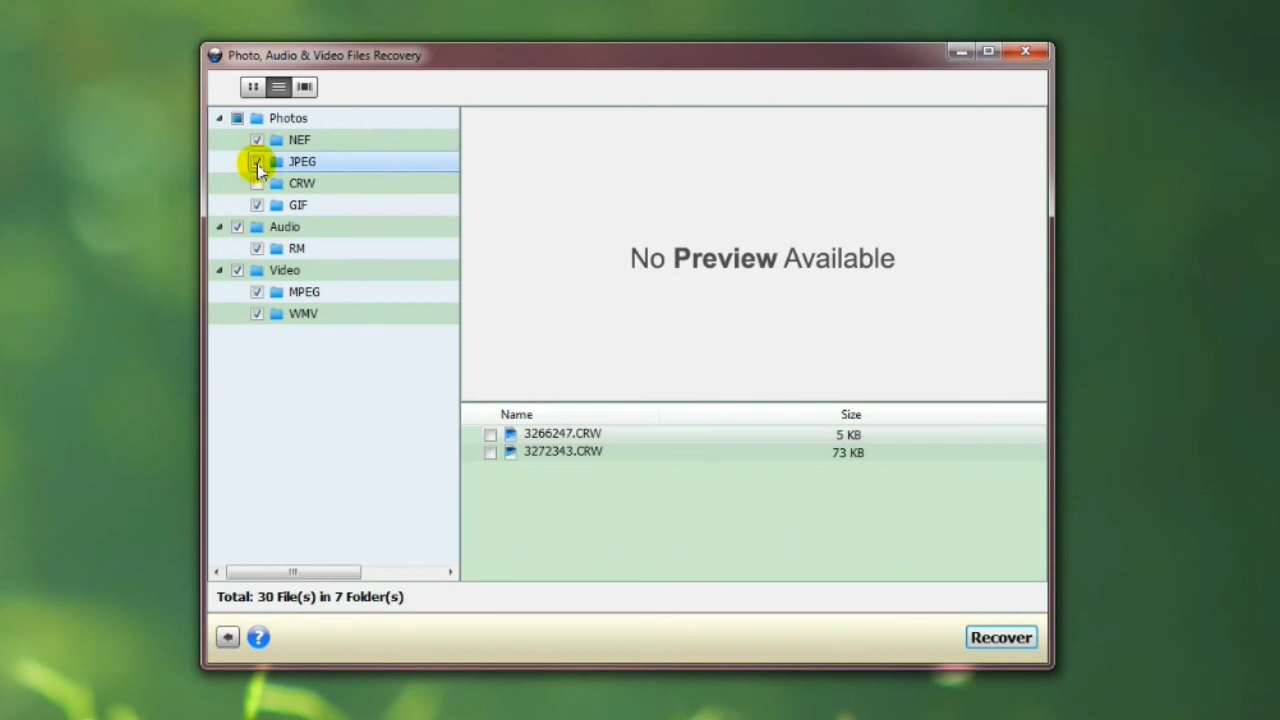 Photo, Audio & Video Files Recovery
Photos
NEF
JPEG
CRW
GIF
Audio
RM
Video
MPEG
WMV
No Preview Available
Name Size
3266247.CRW 5 KB
3272343.CRW 73 KB
Total: 30 File(s) in 7 Folder(s)
? Recover